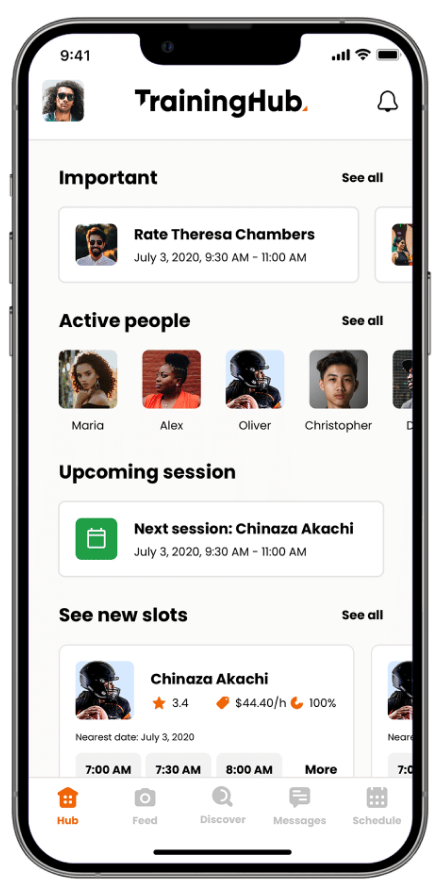 9:41
TrainingHub.
Important
See all
Rate Theresa Chambers
July 3, 2020, 9:30 AM - 11:00 AM
Active people
See all
Maria
Alex
Oliver
Christopher
Upcoming session
Next session: Chinaza Akachi
July 3, 2020, 9:30 AM - 11:00 AM
See new slots
See all
Chinaza Akachi
3.4
$44.40/h
100%
Nearest date: July 3, 2020
7:00 AM
7:30 AM
8:00 AM
More
Hub
Feed
Discover
Messages
Schedule